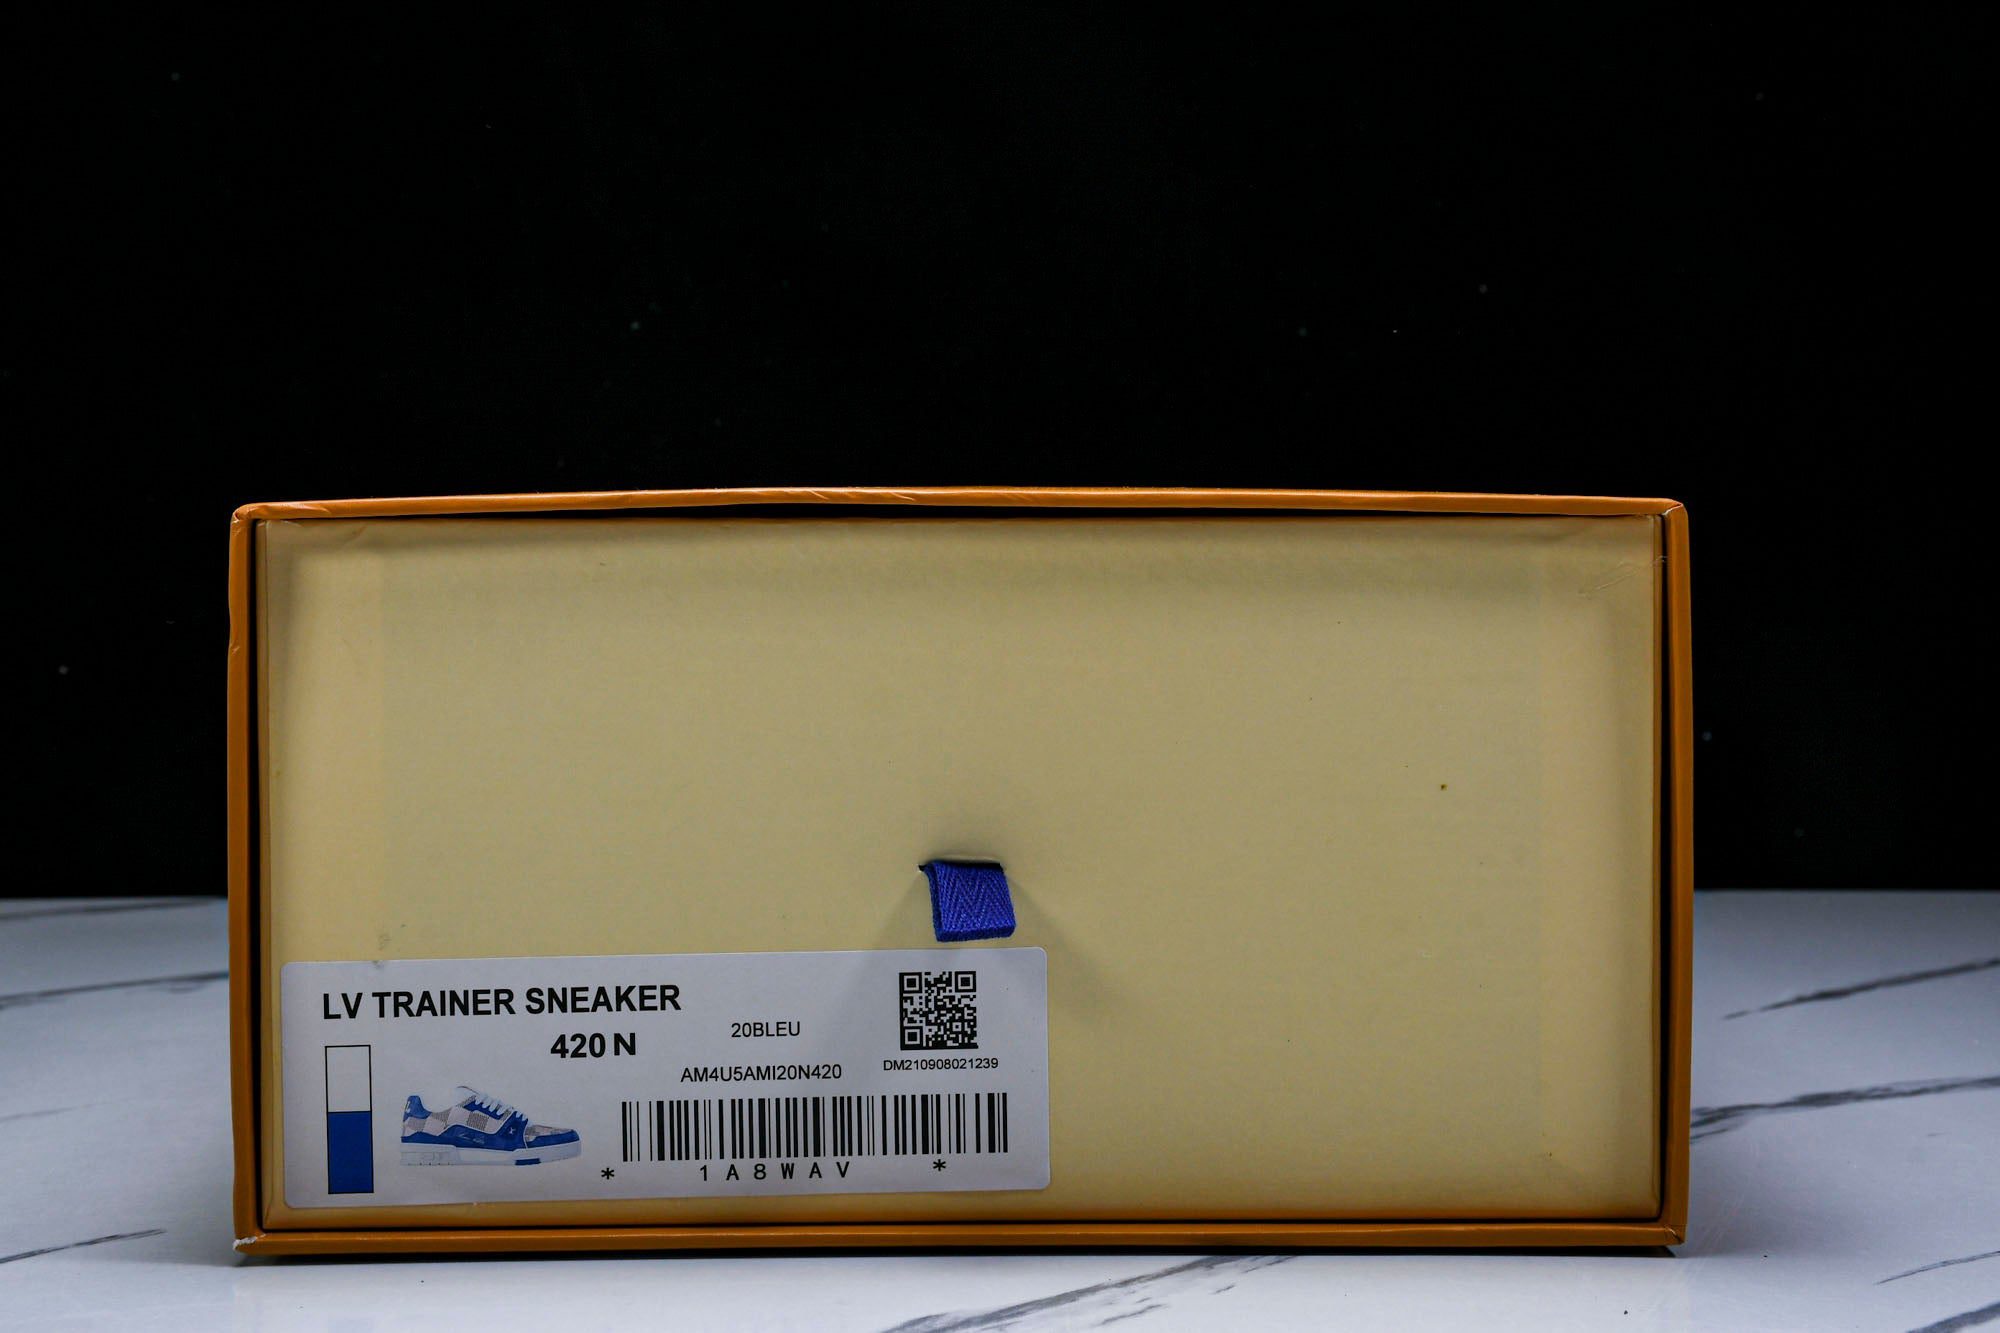 LV TRAINER SNEAKER
420 N
20BLEU
AM4U5AMI20N420
DM210908021239
* 1A8WAV *